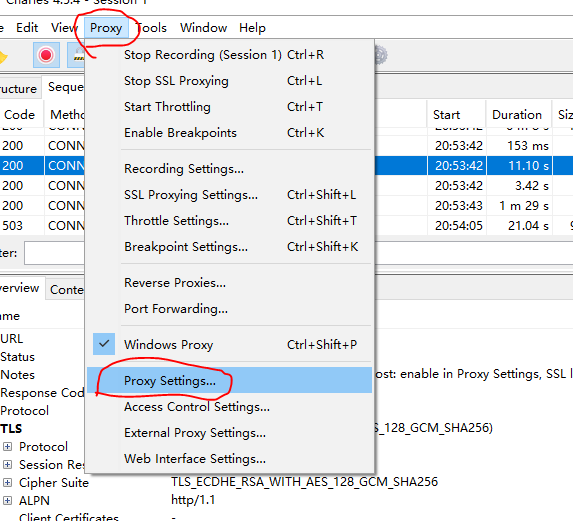 Charles 4.5.4 - Session 1
Edit View Proxy Tools Window Help
Stop Recording (Session 1) Ctrl+R
Stop SSL Proxying Ctrl+L
Start Throttling Ctrl+T
Enable Breakpoints Ctrl+K
Recording Settings...
SSL Proxying Settings... Ctrl+Shift+L
Throttle Settings... Ctrl+Shift+T
Breakpoint Settings... Ctrl+Shift+K
Reverse Proxies...
Port Forwarding...
Windows Proxy Ctrl+Shift+P
Proxy Settings...
Access Control Settings...
External Proxy Settings...
Web Interface Settings...
ructure Seque
Code Metho Start Duration Siz
200 CONN 20:53:42
200 CONN 20:53:42 153 ms
200 CONN 20:53:42 11.10 s
200 CONN 20:53:42 3.42 s
200 CONN 20:53:43 1 m 29 s
503 CONN 20:54:05 21.04 s
ter:
verview Conte
ame
URL
Status
Notes ost: enable in Proxy Settings, SSL l
Response Cod
Protocol
TLS S_128_GCM_SHA256)
Protocol
Session Res
Cipher Suite TLS_ECDHE_RSA_WITH_AES_128_GCM_SHA256
ALPN http/1.1
Client Certificates -